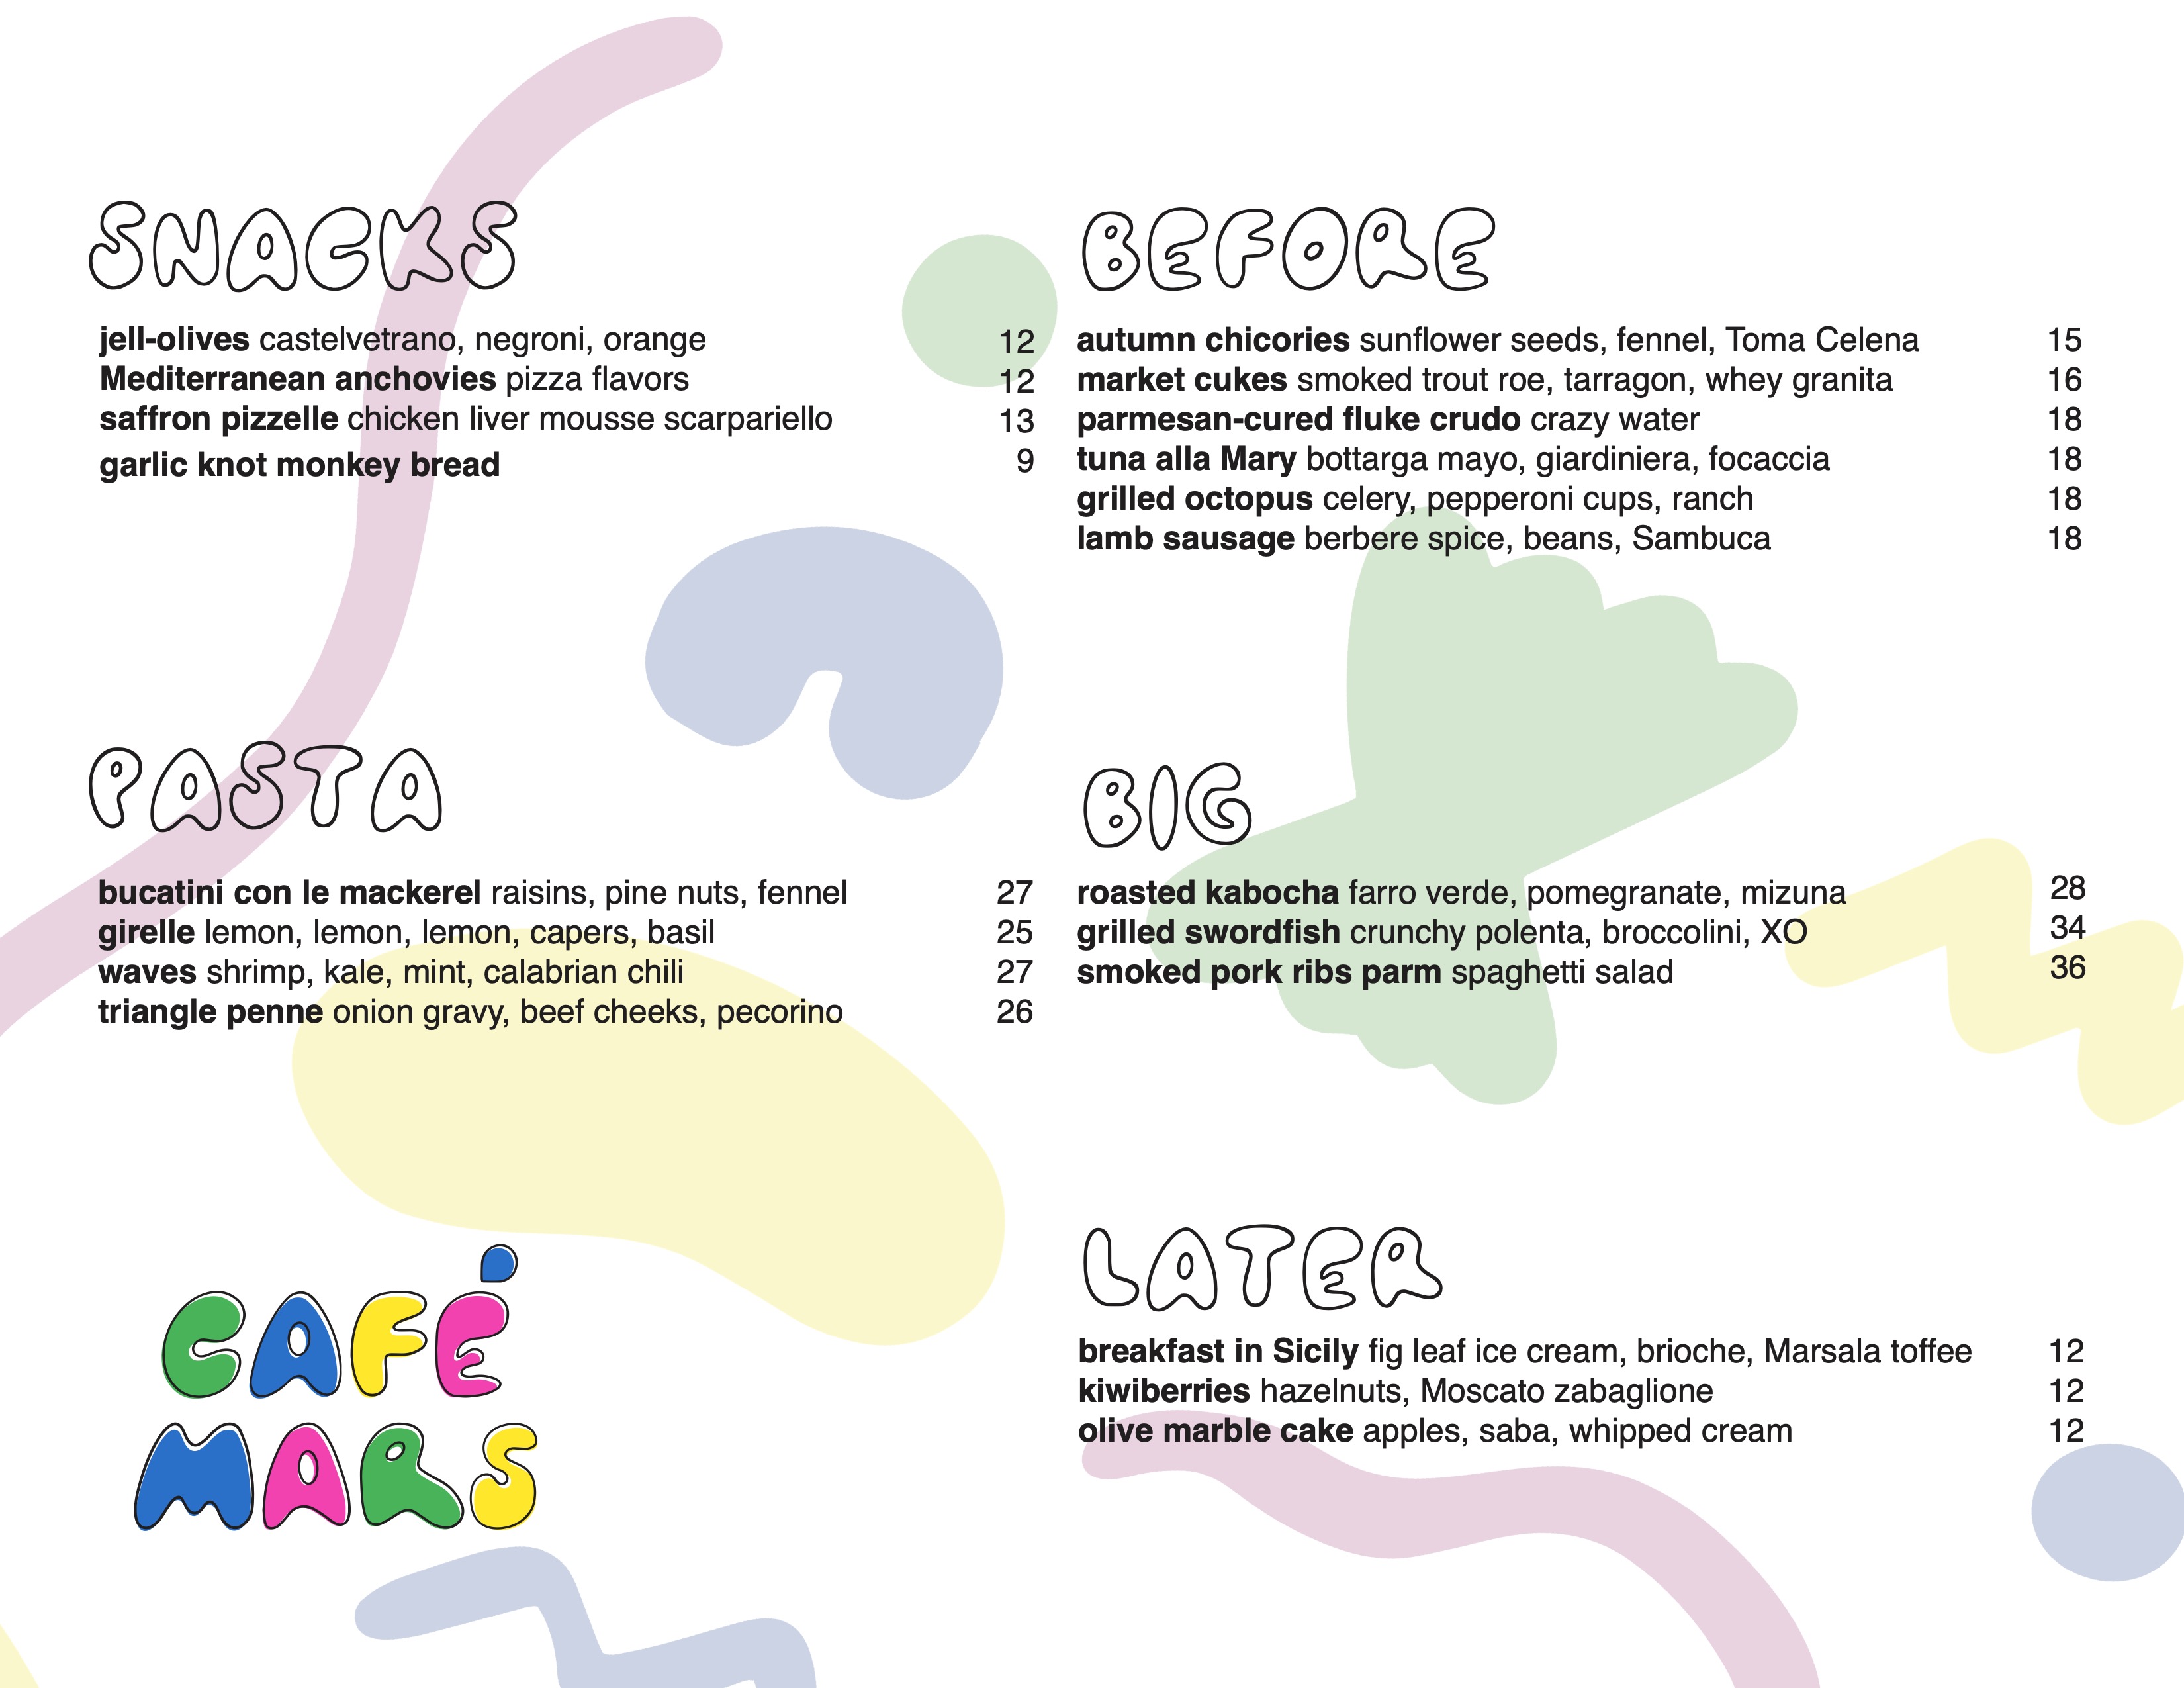 SNACKS
jell-olives castelvetrano, negroni, orange 12
Mediterranean anchovies pizza flavors 12
saffron pizzelle chicken liver mousse scarpariello 13
garlic knot monkey bread 9
BEFORE
autumn chicories sunflower seeds, fennel, Toma Celena 15
market cukes smoked trout roe, tarragon, whey granita 16
parmesan-cured fluke crudo crazy water 18
tuna alla Mary bottarga mayo, giardiniera, focaccia 18
grilled octopus celery, pepperoni cups, ranch 18
lamb sausage berbere spice, beans, Sambuca 18
PASTA
bucatini con le mackerel raisins, pine nuts, fennel 27
girelle lemon, lemon, lemon, capers, basil 25
waves shrimp, kale, mint, calabrian chili 27
triangle penne onion gravy, beef cheeks, pecorino 26
BIG
roasted kabocha farro verde, pomegranate, mizuna 28
grilled swordfish crunchy polenta, broccolini, XO 34
smoked pork ribs parm spaghetti salad 36
CAFÉ
MARS
LATER
breakfast in Sicily fig leaf ice cream, brioche, Marsala toffee 12
kiwiberries hazelnuts, Moscato zabaglione 12
olive marble cake apples, saba, whipped cream 12